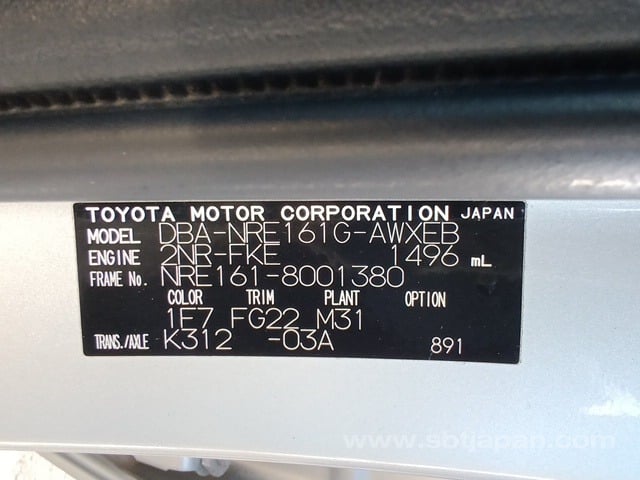 TOYOTA MOTOR CORPORATION JAPAN
MODEL DBA-NRE161G-AWXEB
ENGINE 2NR-FKE 1496 mL
FRAME No. NRE161-8001380
COLOR TRIM PLANT OPTION
1E7 FG22 M31
TRANS./AXLE K312 -03A 891
www.sbtjapan.com